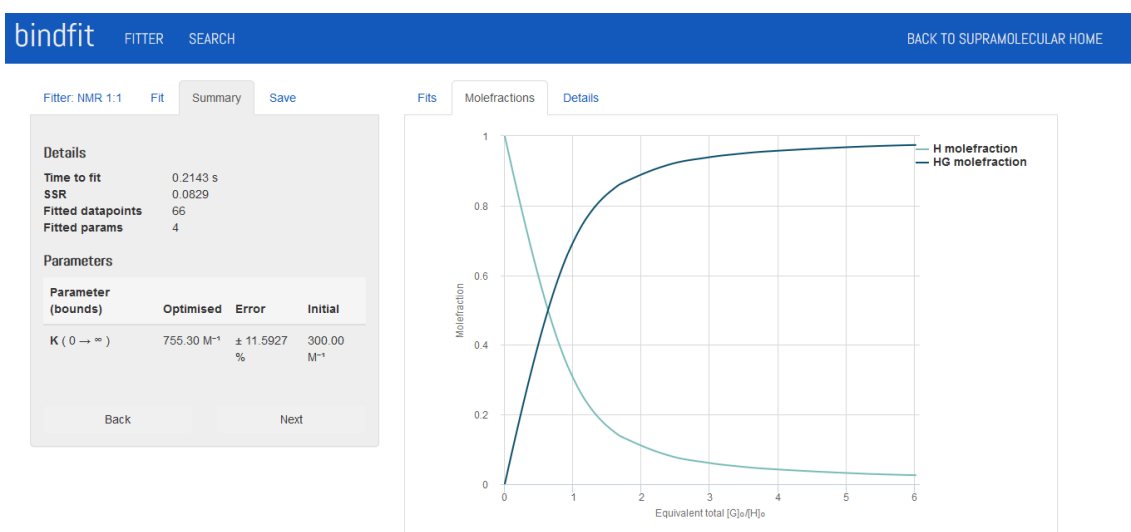 bindfit FITTER SEARCH BACK TO SUPRAMOLECULAR HOME
Fitter: NMR 1:1 Fit Summary Save
Details
Time to fit 0.2143 s
SSR 0.0829
Fitted datapoints 66
Fitted params 4
Parameters
Parameter
(bounds) Optimised Error Initial
K ( 0 → ∞ ) 755.30 M⁻¹ ± 11.5927 300.00
% M⁻¹
Back Next
Fits Molefractions Details
1
0.8
0.6
0.4
0.2
0
Molefraction
0 1 2 3 4 5 6
Equivalent total [G]₀/[H]₀
H molefraction
HG molefraction